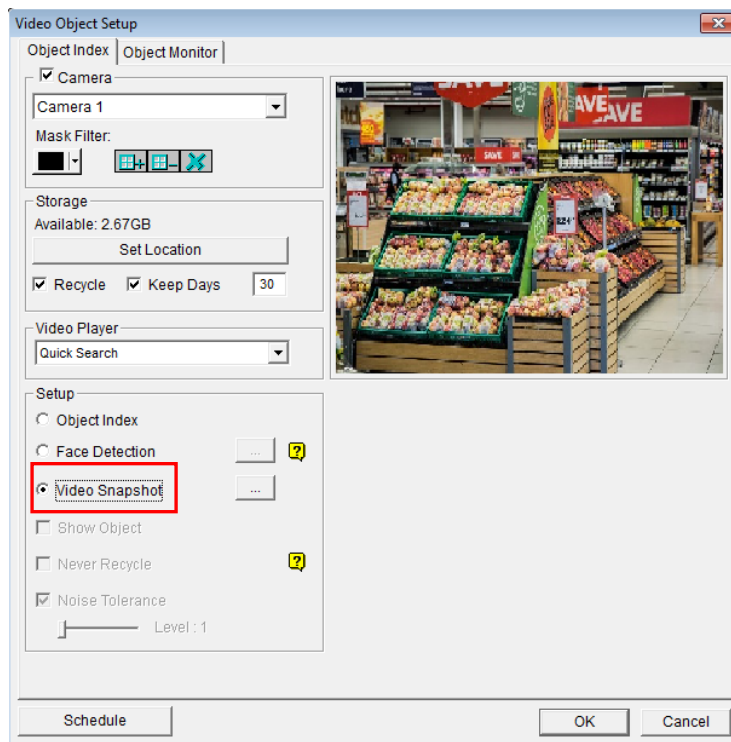 Video Object Setup
Object Index
Object Monitor
Camera
Camera 1
Mask Filter:
Storage
Available: 2.67GB
Set Location
Recycle
Keep Days
30
Video Player
Quick Search
Setup
Object Index
Face Detection
...
?
Video Snapshot
...
Show Object
Never Recycle
?
Noise Tolerance
Level : 1
SAVE
AVE
AVE
SAVE
Schedule
OK
Cancel